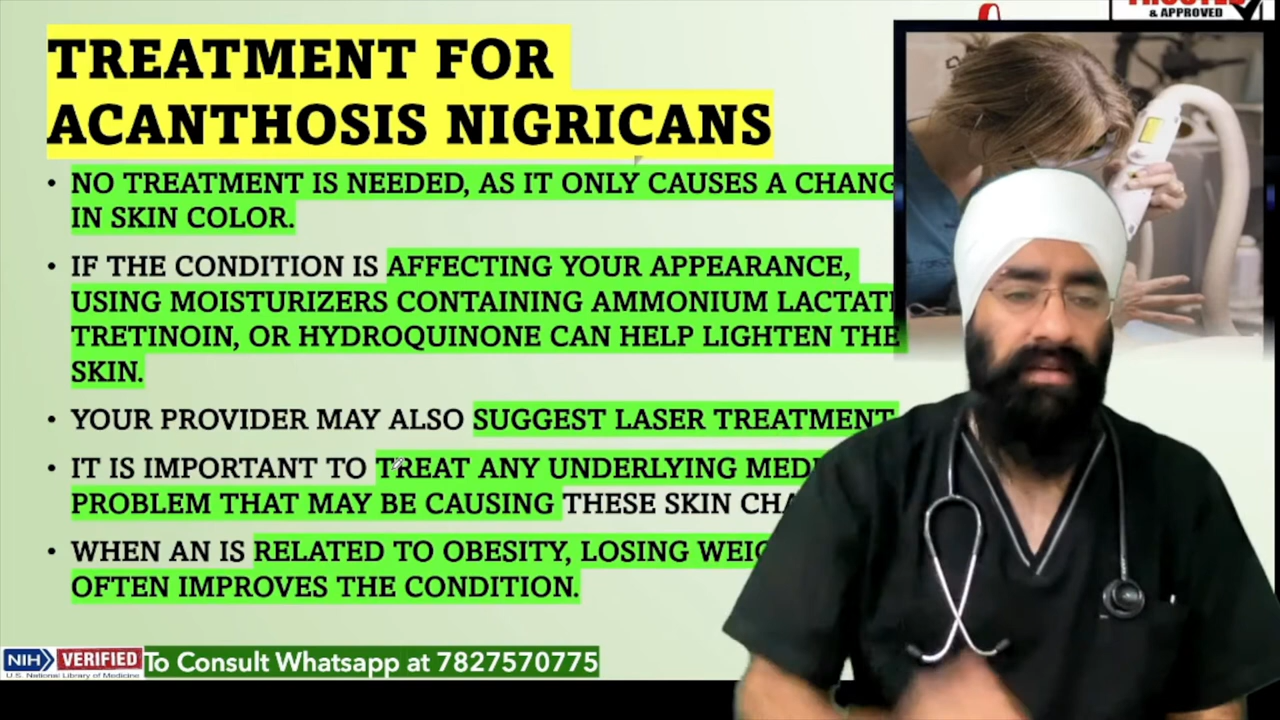 & APPROVED
TREATMENT FOR
ACANTHOSIS NIGRICANS
• NO TREATMENT IS NEEDED, AS IT ONLY CAUSES A CHANG
IN SKIN COLOR.
• IF THE CONDITION IS AFFECTING YOUR APPEARANCE,
USING MOISTURIZERS CONTAINING AMMONIUM LACTAT
TRETINOIN, OR HYDROQUINONE CAN HELP LIGHTEN THE
SKIN.
• YOUR PROVIDER MAY ALSO SUGGEST LASER TREATMENT
• IT IS IMPORTANT TO TREAT ANY UNDERLYING MEDI
PROBLEM THAT MAY BE CAUSING THESE SKIN CHA
• WHEN AN IS RELATED TO OBESITY, LOSING WEIG
OFTEN IMPROVES THE CONDITION.
NIH VERIFIED To Consult Whatsapp at 7827570775
U.S. National Library of Medicine